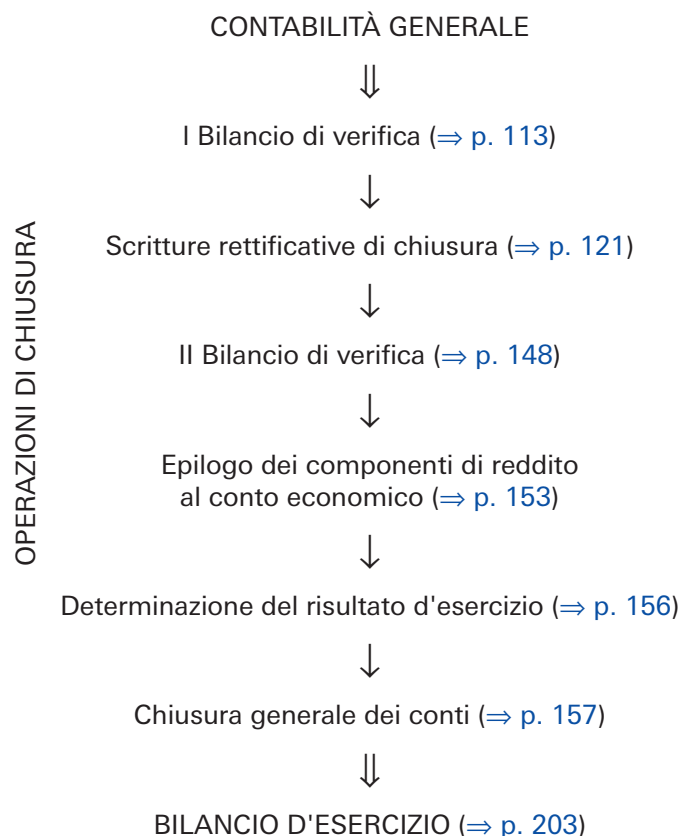 CONTABILITÀ GENERALE
⇓
I Bilancio di verifica (⇒ p. 113)
↓
Scritture rettificative di chiusura (⇒ p. 121)
↓
II Bilancio di verifica (⇒ p. 148)
↓
Epilogo dei componenti di reddito
al conto economico (⇒ p. 153)
↓
Determinazione del risultato d'esercizio (⇒ p. 156)
↓
Chiusura generale dei conti (⇒ p. 157)
⇓
BILANCIO D'ESERCIZIO (⇒ p. 203)
OPERAZIONI DI CHIUSURA